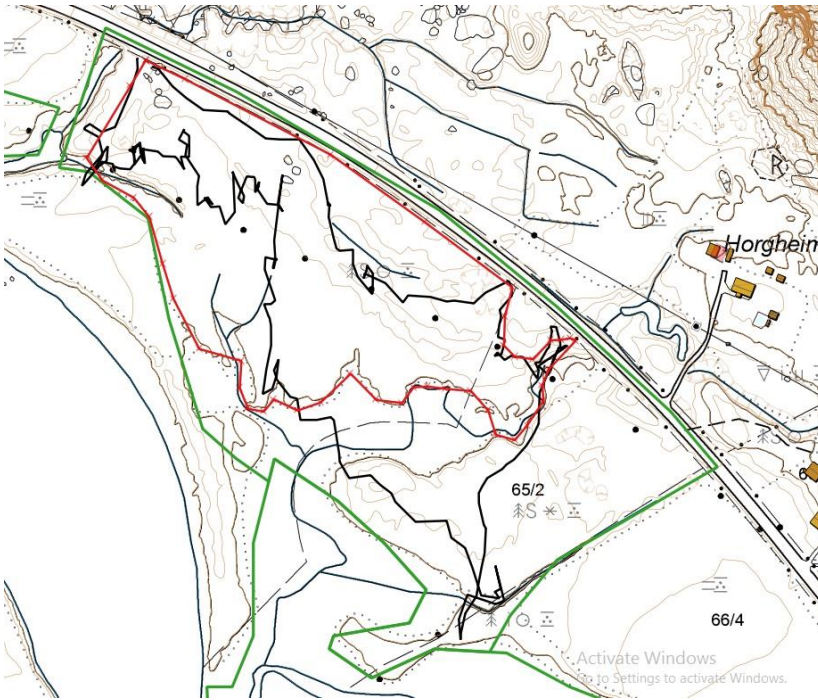 R
Horgheim
65/2
S
66/4
Activate Windows
Go to Settings to activate Windows.